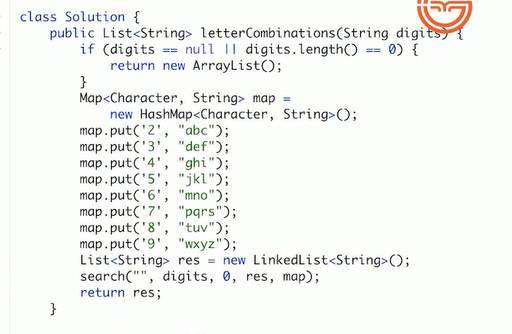 class Solution {
    public List<String> letterCombinations(String digits) {
        if (digits == null || digits.length() == 0) {
            return new ArrayList();
        }
        Map<Character, String> map =
            new HashMap<Character, String>();
        map.put('2', "abc");
        map.put('3', "def");
        map.put('4', "ghi");
        map.put('5', "jkl");
        map.put('6', "mno");
        map.put('7', "pqrs");
        map.put('8', "tuv");
        map.put('9', "wxyz");
        List<String> res = new LinkedList<String>();
        search("", digits, 0, res, map);
        return res;
    }